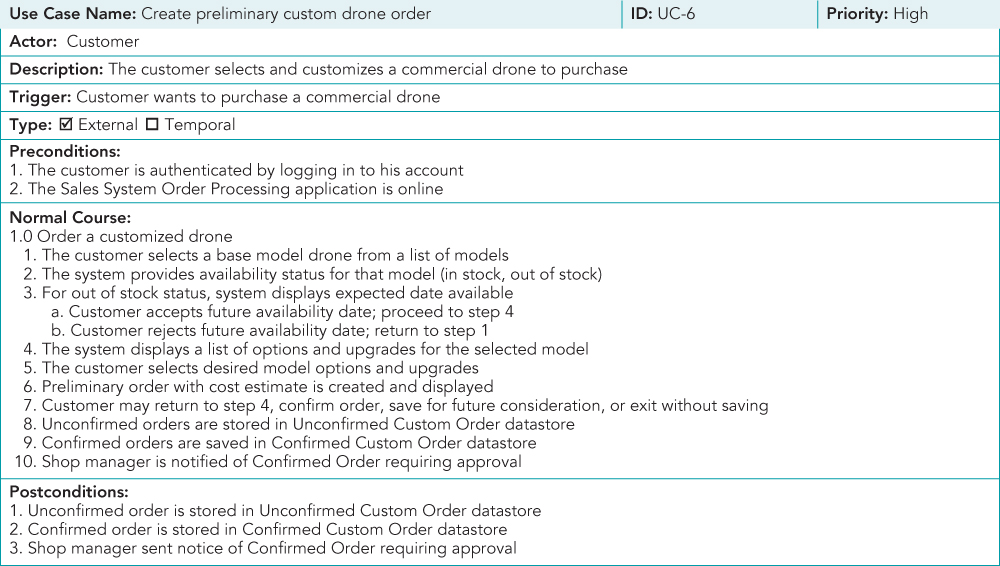 Use Case Name: Create preliminary custom drone order ID: UC-6 Priority: High
Actor: Customer
Description: The customer selects and customizes a commercial drone to purchase
Trigger: Customer wants to purchase a commercial drone
Type: ☑ External ☐ Temporal
Preconditions:
1. The customer is authenticated by logging in to his account
2. The Sales System Order Processing application is online
Normal Course:
1.0 Order a customized drone
1. The customer selects a base model drone from a list of models
2. The system provides availability status for that model (in stock, out of stock)
3. For out of stock status, system displays expected date available
a. Customer accepts future availability date; proceed to step 4
b. Customer rejects future availability date; return to step 1
4. The system displays a list of options and upgrades for the selected model
5. The customer selects desired model options and upgrades
6. Preliminary order with cost estimate is created and displayed
7. Customer may return to step 4, confirm order, save for future consideration, or exit without saving
8. Unconfirmed orders are stored in Unconfirmed Custom Order datastore
9. Confirmed orders are saved in Confirmed Custom Order datastore
10. Shop manager is notified of Confirmed Order requiring approval
Postconditions:
1. Unconfirmed order is stored in Unconfirmed Custom Order datastore
2. Confirmed order is stored in Confirmed Custom Order datastore
3. Shop manager sent notice of Confirmed Order requiring approval